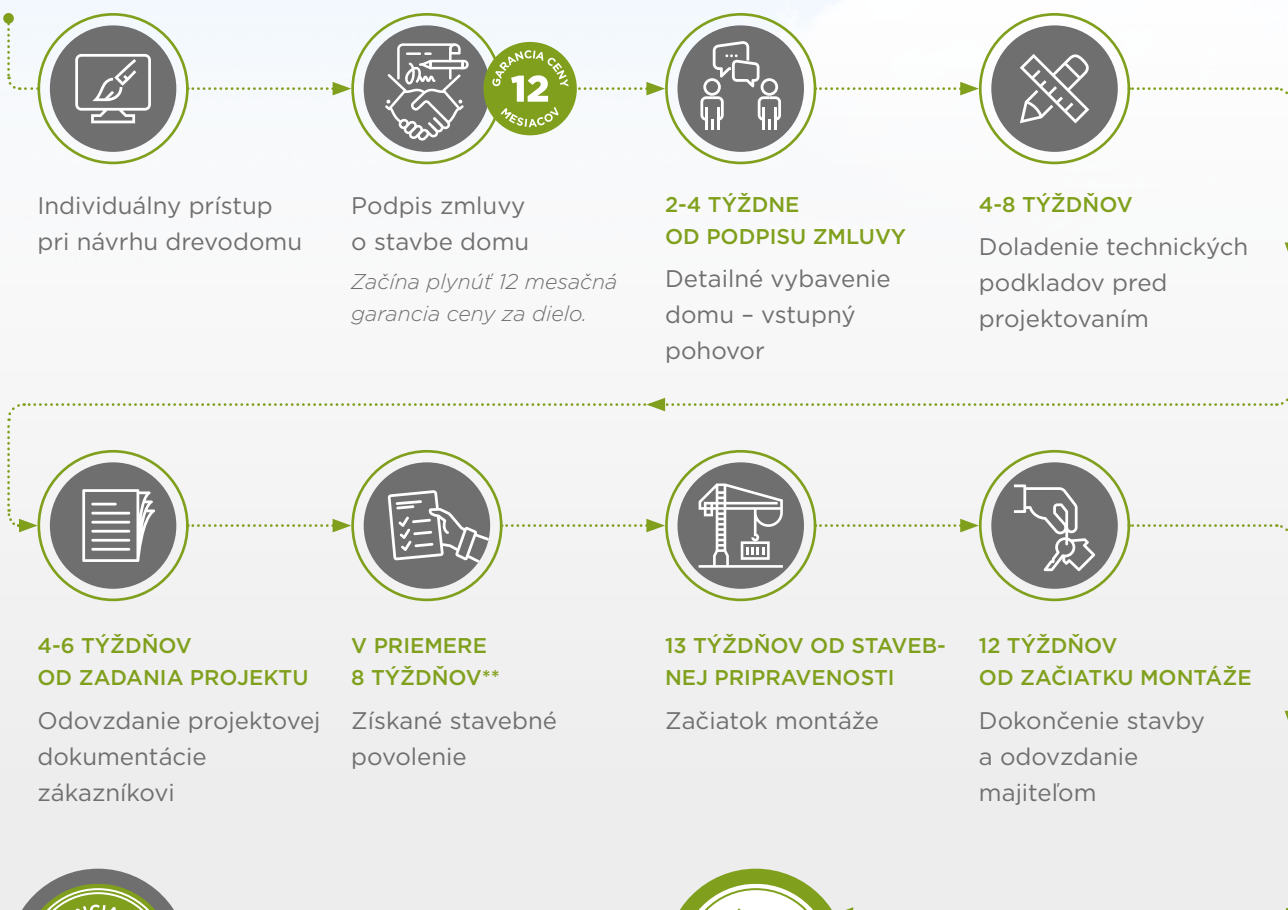 Individuálny prístup
pri návrhu drevodomu
GARANCIA CENY
12
MESIACOV
Podpis zmluvy
o stavbe domu
Začína plynúť 12 mesačná
garancia ceny za dielo.
2-4 TÝŽDNE
OD PODPISU ZMLUVY
Detailné vybavenie
domu – vstupný
pohovor
4-8 TÝŽDŇOV
Doladenie technických
podkladov pred
projektovaním
4-6 TÝŽDŇOV
OD ZADANIA PROJEKTU
Odovzdanie projektovej
dokumentácie
zákazníkovi
V PRIEMERE
8 TÝŽDŇOV**
Získané stavebné
povolenie
13 TÝŽDŇOV OD STAVEB-
NEJ PRIPRAVENOSTI
Začiatok montáže
12 TÝŽDŇOV
OD ZAČIATKU MONTÁŽE
Dokončenie stavby
a odovzdanie
majiteľom